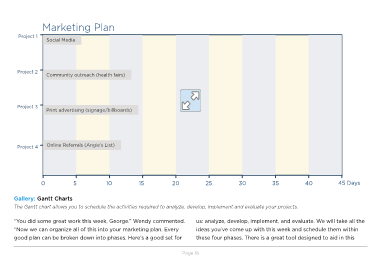 Marketing Plan
Project 1
Social Media
Project 2
Community outreach (health fairs)
Project 3
Print advertising (signage/billboards)
Project 4
Online Referrals (Angie's List)
0 5 10 15 20 25 30 35 40 45 Days
Gallery: Gantt Charts
The Gantt chart allows you to schedule the activities required to analyze, develop, implement and evaluate your projects.
"You did some great work this week, George." Wendy commented.
"Now we can organize all of this into your marketing plan. Every
good plan can be broken down into phases. Here's a good set for
us: analyze, develop, implement, and evaluate. We will take all the
ideas you've come up with this week and schedule them within
those four phases. There is a great tool designed to aid in this
Page 10